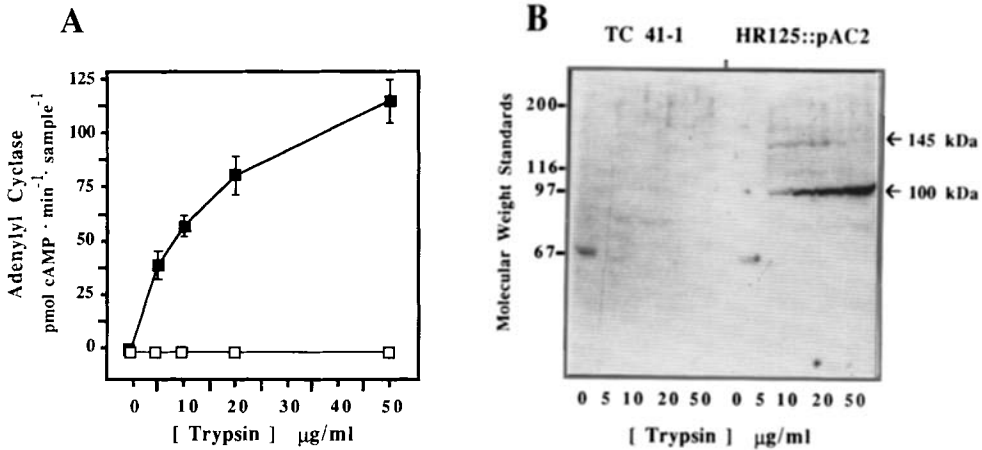 A
Adenylyl Cyclase
pmol cAMP · min⁻¹· sample⁻¹
125
100
75
50
25
0
0 10 20 30 40 50
[ Trypsin ] μg/ml
B
TC 41-1 HR125::pAC2
Molecular Weight Standards
200-
116-
97-
67-
← 145 kDa
← 100 kDa
0 5 10 20 50 0 5 10 20 50
[ Trypsin ] μg/ml